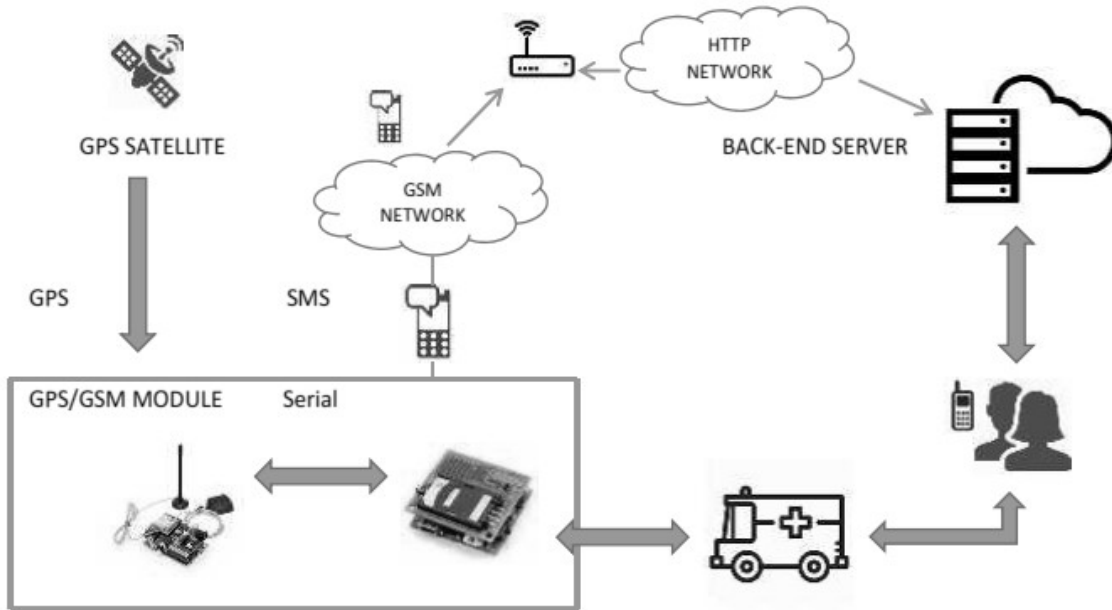 HTTP
NETWORK
GPS SATELLITE
BACK-END SERVER
GSM
NETWORK
GPS
SMS
GPS/GSM MODULE
Serial